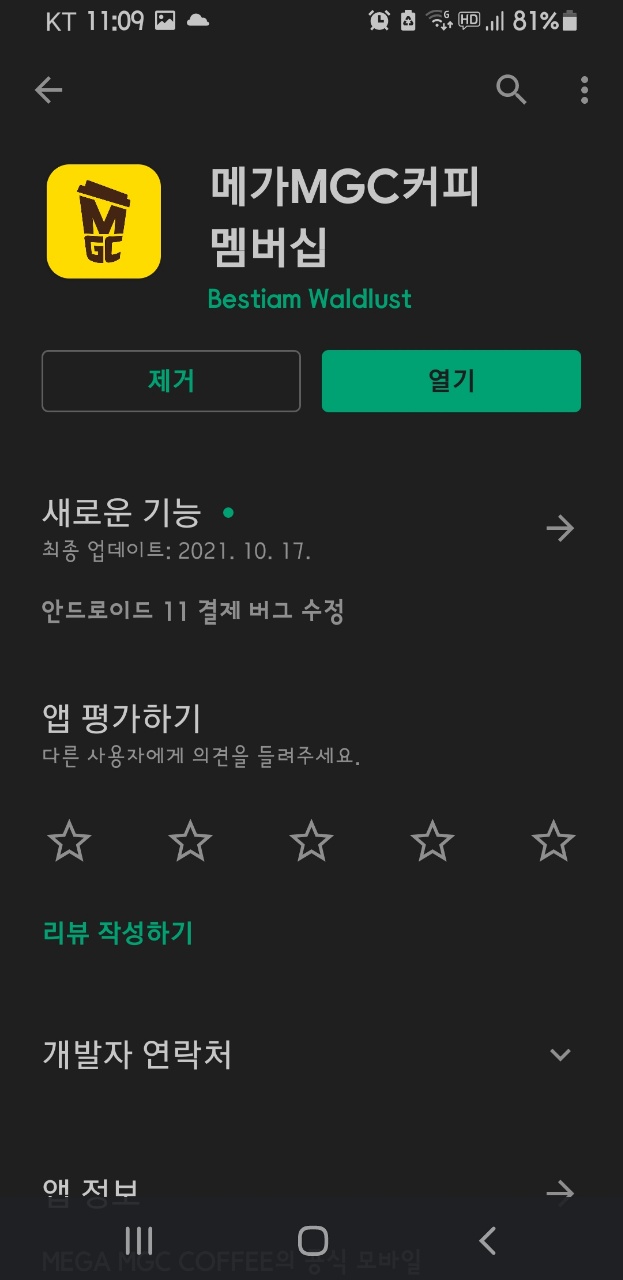 KT 11:09 6 HD 81%
MGC
메가MGC커피
멤버십
Bestiam Waldlust
제거 열기
새로운 기능
최종 업데이트: 2021. 10. 17.
안드로이드 11 결제 버그 수정
앱 평가하기
다른 사용자에게 의견을 들려주세요.
리뷰 작성하기
개발자 연락처
앱 정보
MEGA MGC COFFEE의 공식 모바일